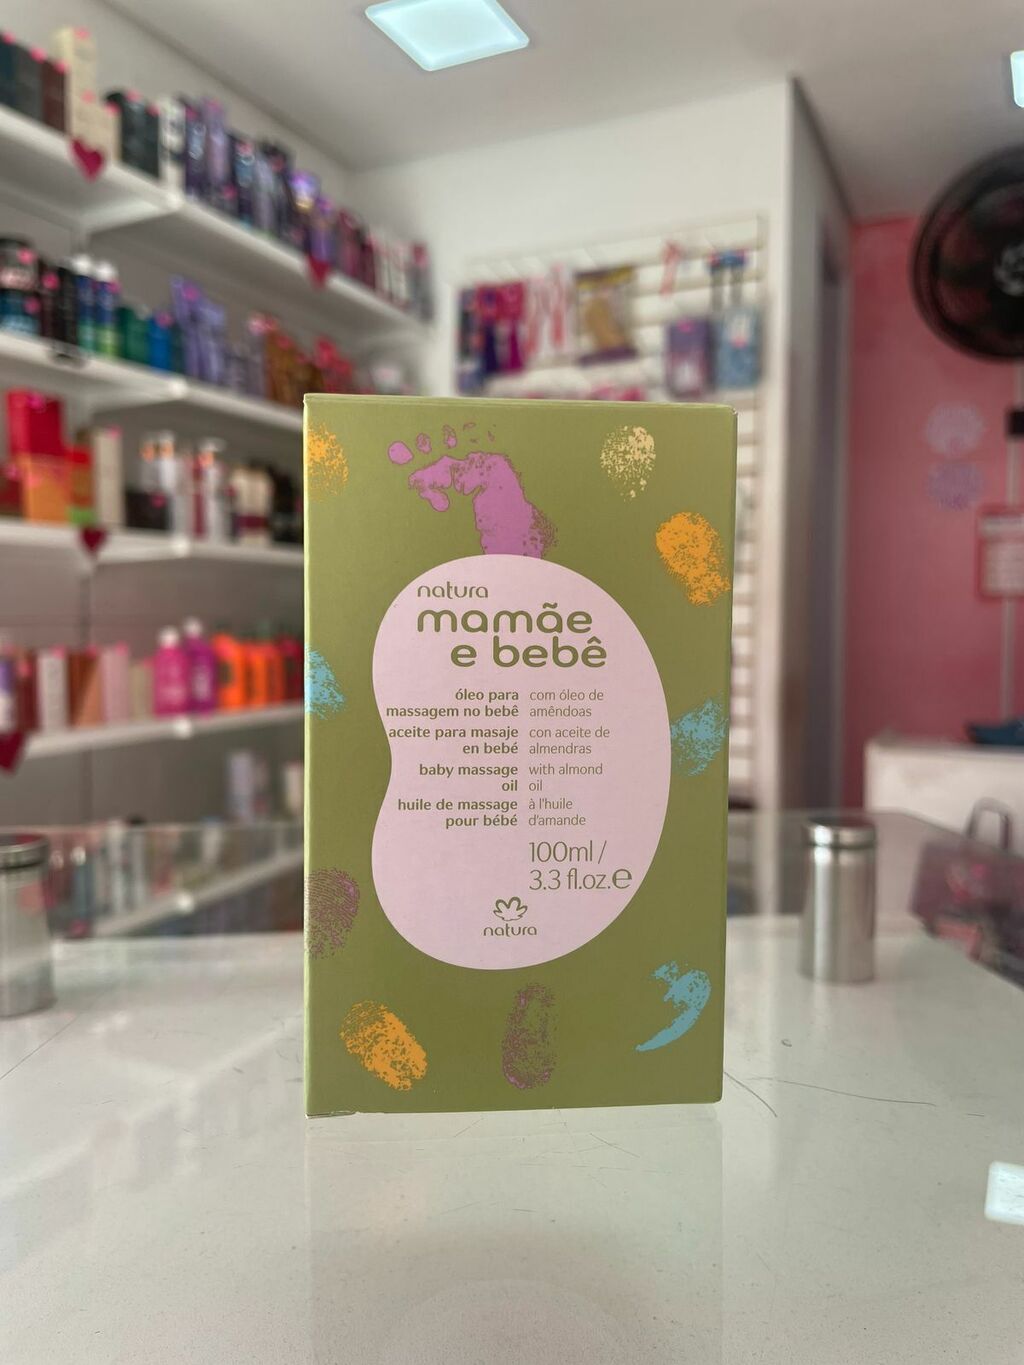 natura
mamãe
e bebê
óleo para
massagem no bebê
com óleo de
amêndoas
aceite para masaje
en bebé
con aceite de
almendras
baby massage
oil
with almond
oil
huile de massage
pour bébé
à l'huile
d'amande
100ml /
3.3 fl.oz.e
natura